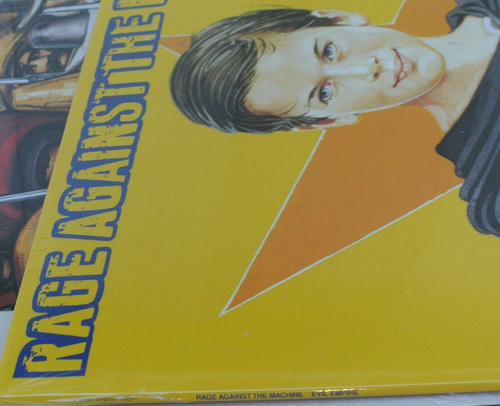 RAGE AGAINST THE
RAGE AGAINST THE MACHINE EVIL EMPIRE